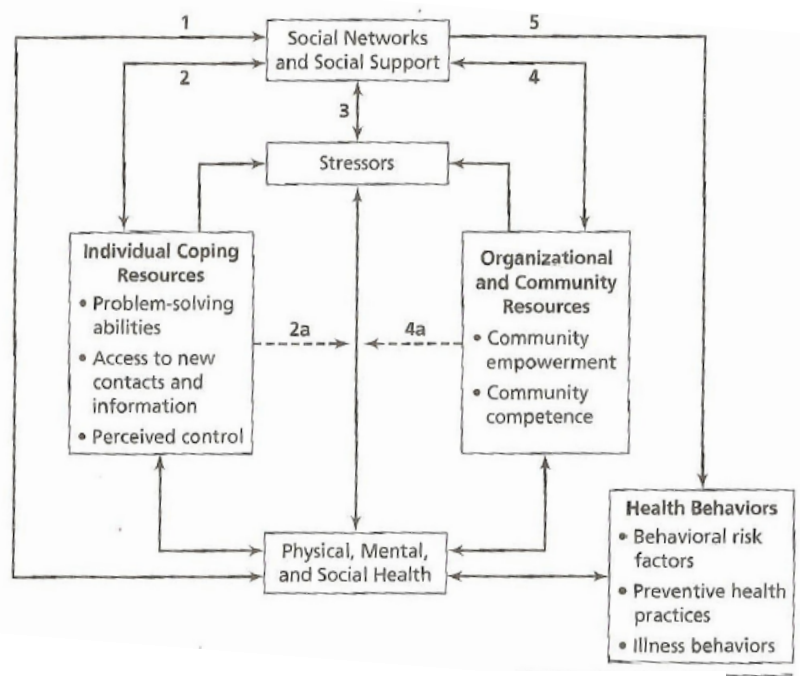 1
5
Social Networks
and Social Support
2
4
3
Stressors
Individual Coping
Resources
• Problem-solving
abilities
• Access to new
contacts and
information
• Perceived control
2a
4a
Organizational
and Community
Resources
• Community
empowerment
• Community
competence
Physical, Mental,
and Social Health
Health Behaviors
• Behavioral risk
factors
• Preventive health
practices
• Illness behaviors